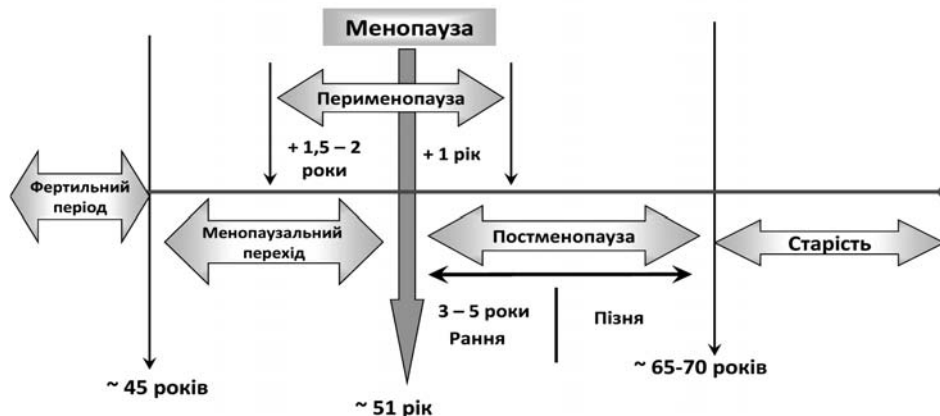 Менопауза
Перименопауза
+ 1,5 – 2
роки
+ 1 рік
Фертильний
період
Менопаузальний
перехід
Постменопауза
Старість
3 – 5 роки
Рання
Пізня
~ 45 років
~ 51 рік
~ 65-70 років